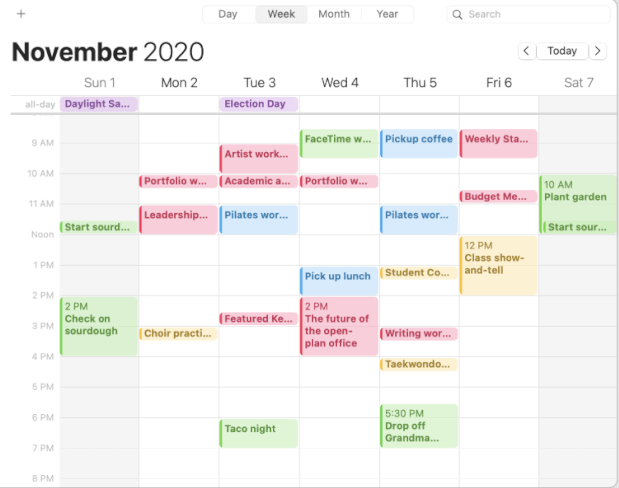 +
Day Week Month Year
Search
November 2020
< Today >
Sun 1 Mon 2 Tue 3 Wed 4 Thu 5 Fri 6 Sat 7
all-day
Daylight Sa...
Election Day
9 AM
10 AM
11 AM
Noon
1 PM
2 PM
3 PM
4 PM
5 PM
6 PM
7 PM
8 PM
Start sourd...
2 PM
Check on
sourdough
Portfolio w...
Leadership...
Choir practi...
Artist work...
Academic a...
Pilates wor...
Featured Ke...
Taco night
FaceTime w...
Portfolio w...
Pick up lunch
2 PM
The future of
the open-
plan office
Pickup coffee
Pilates wor...
Student Co...
Writing wor...
Taekwondo...
5:30 PM
Drop off
Grandma...
Weekly Sta...
Budget Me...
12 PM
Class show-
and-tell
10 AM
Plant garden
Start sour...